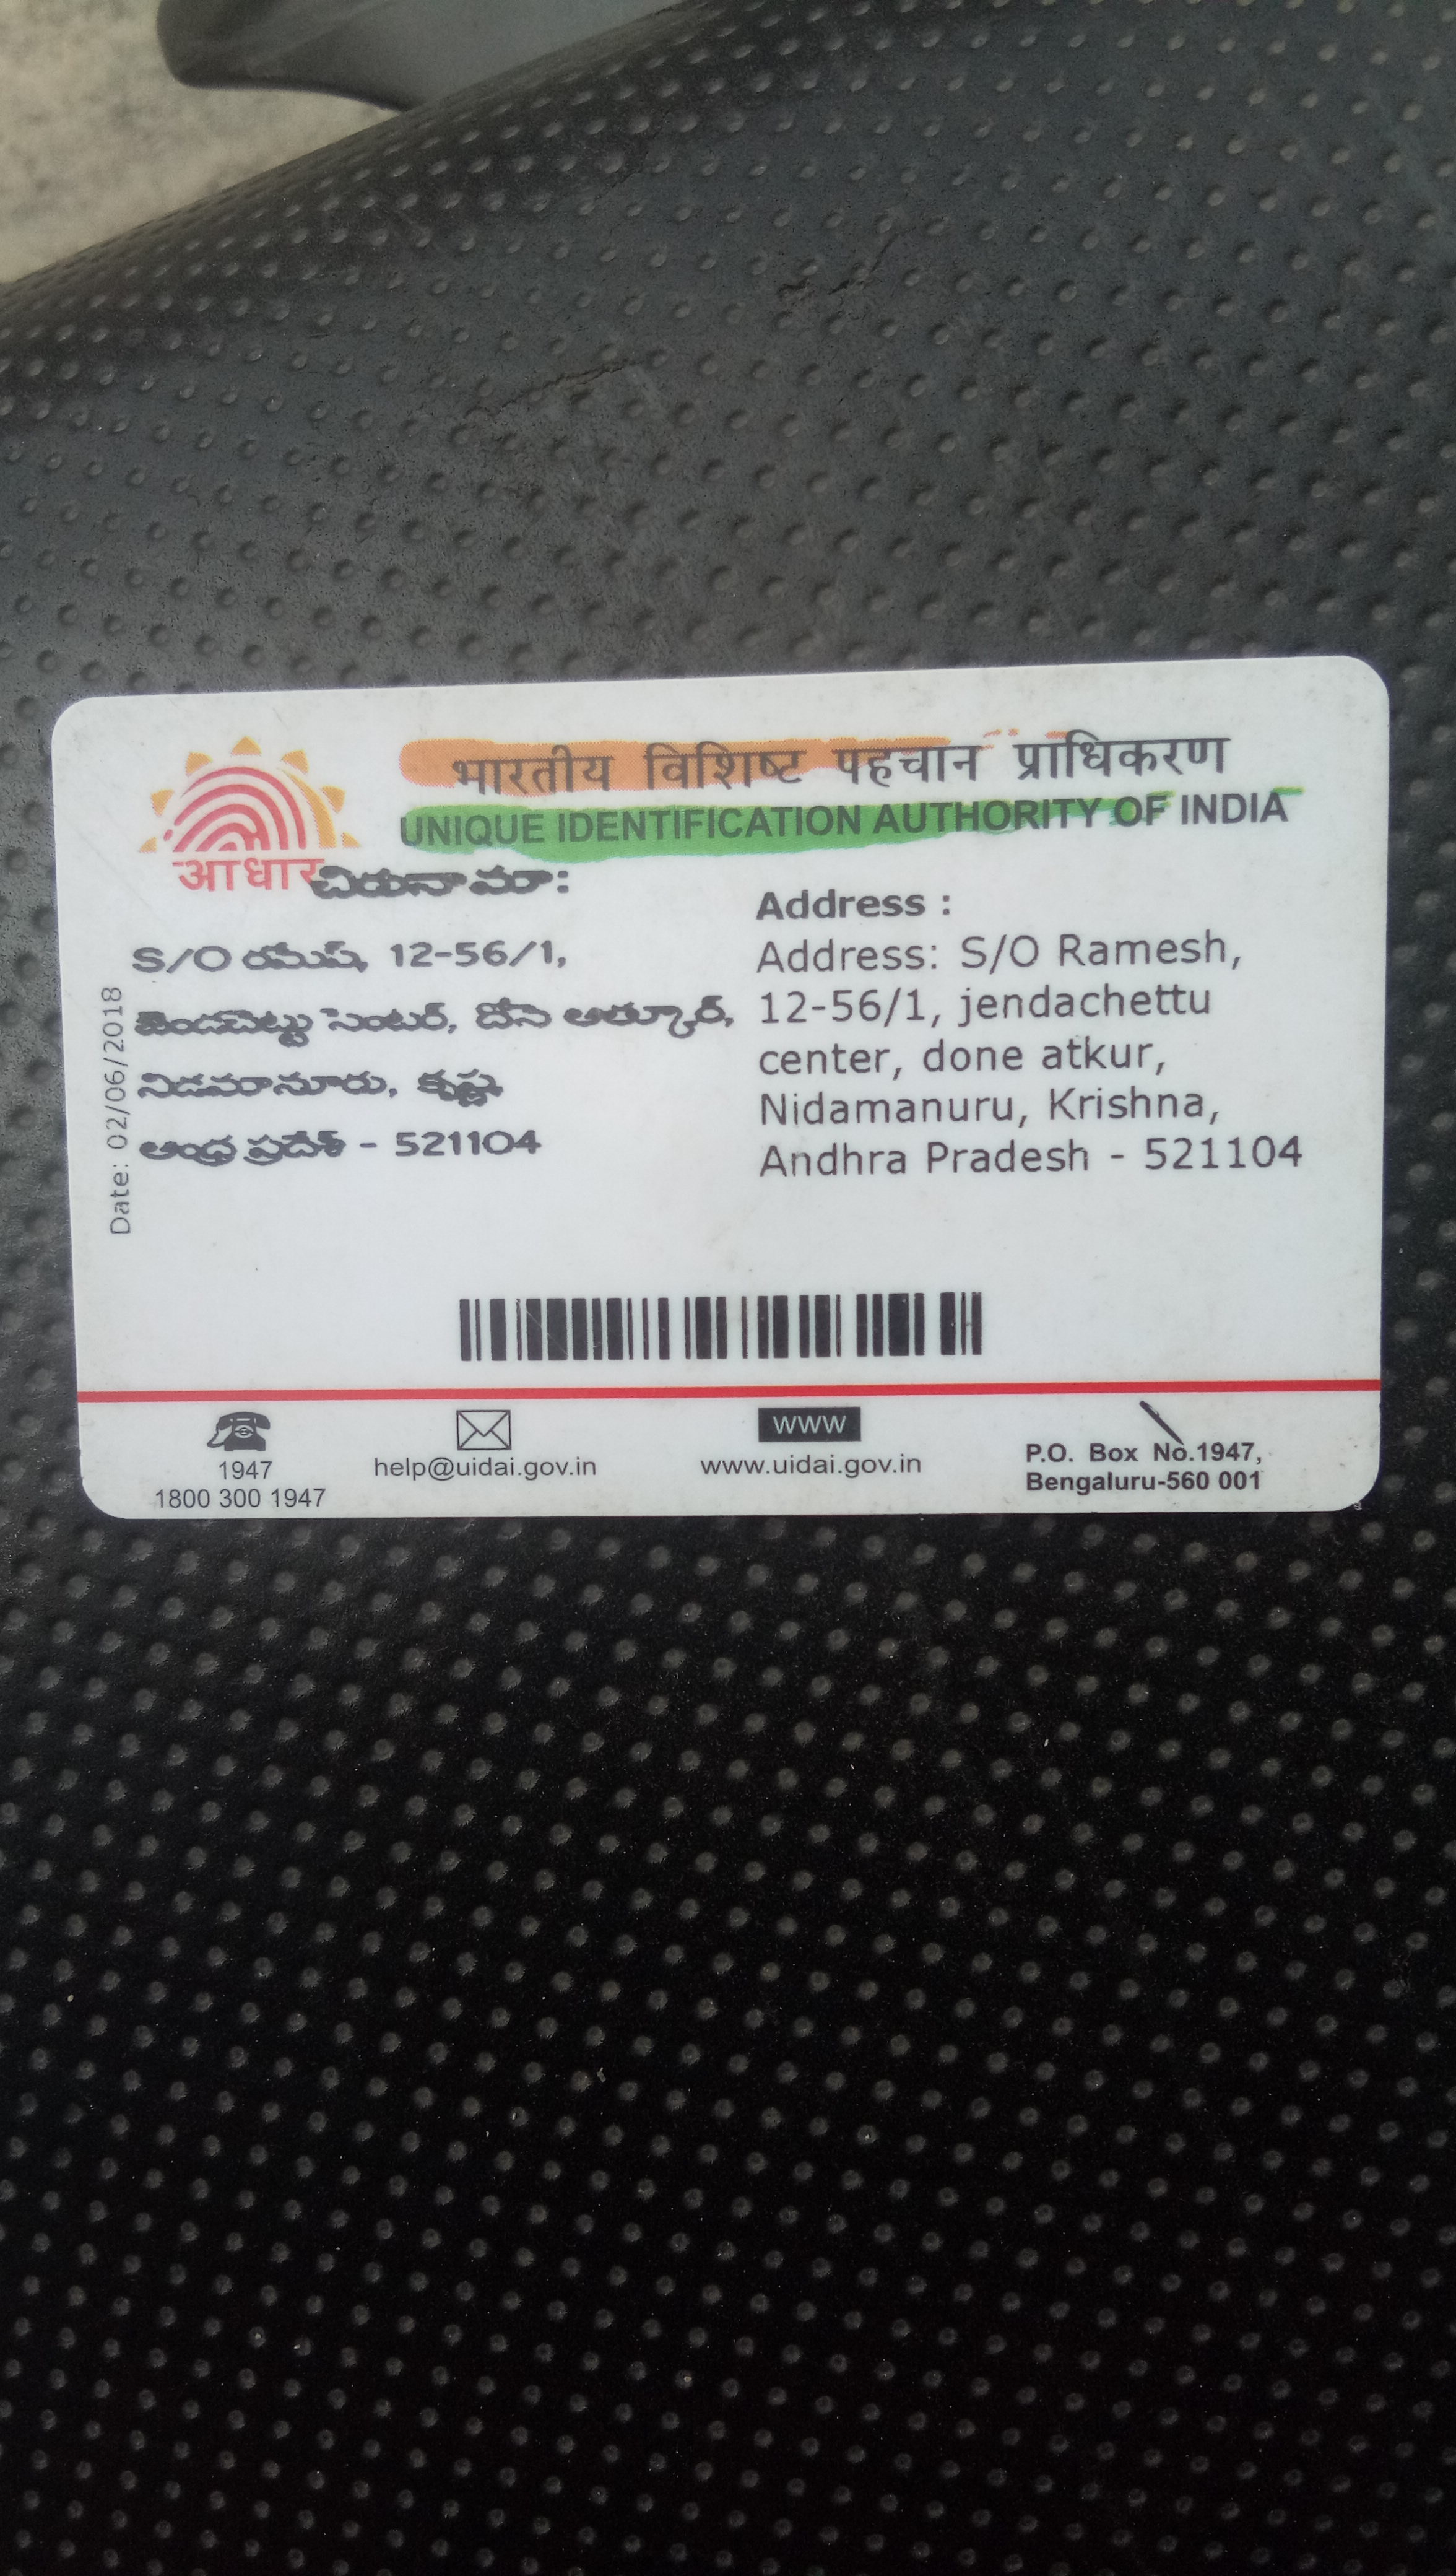 भारतीय विशिष्ट पहचान प्राधिकरण
UNIQUE IDENTIFICATION AUTHORITY OF INDIA
आधार
చిరునామా:
S/O రమేష్, 12-56/1,
జెండచెట్టు సెంటర్, దోనె ఆత్కూర్,
నిడమానూరు, కృష్ణ
ఆంధ్ర ప్రదేశ్ - 521104
Address :
Address: S/O Ramesh,
12-56/1, jendachettu
center, done atkur,
Nidamanuru, Krishna,
Andhra Pradesh - 521104
Date: 02/06/2018
1947
1800 300 1947
help@uidai.gov.in
WWW
www.uidai.gov.in
P.O. Box No.1947,
Bengaluru-560 001